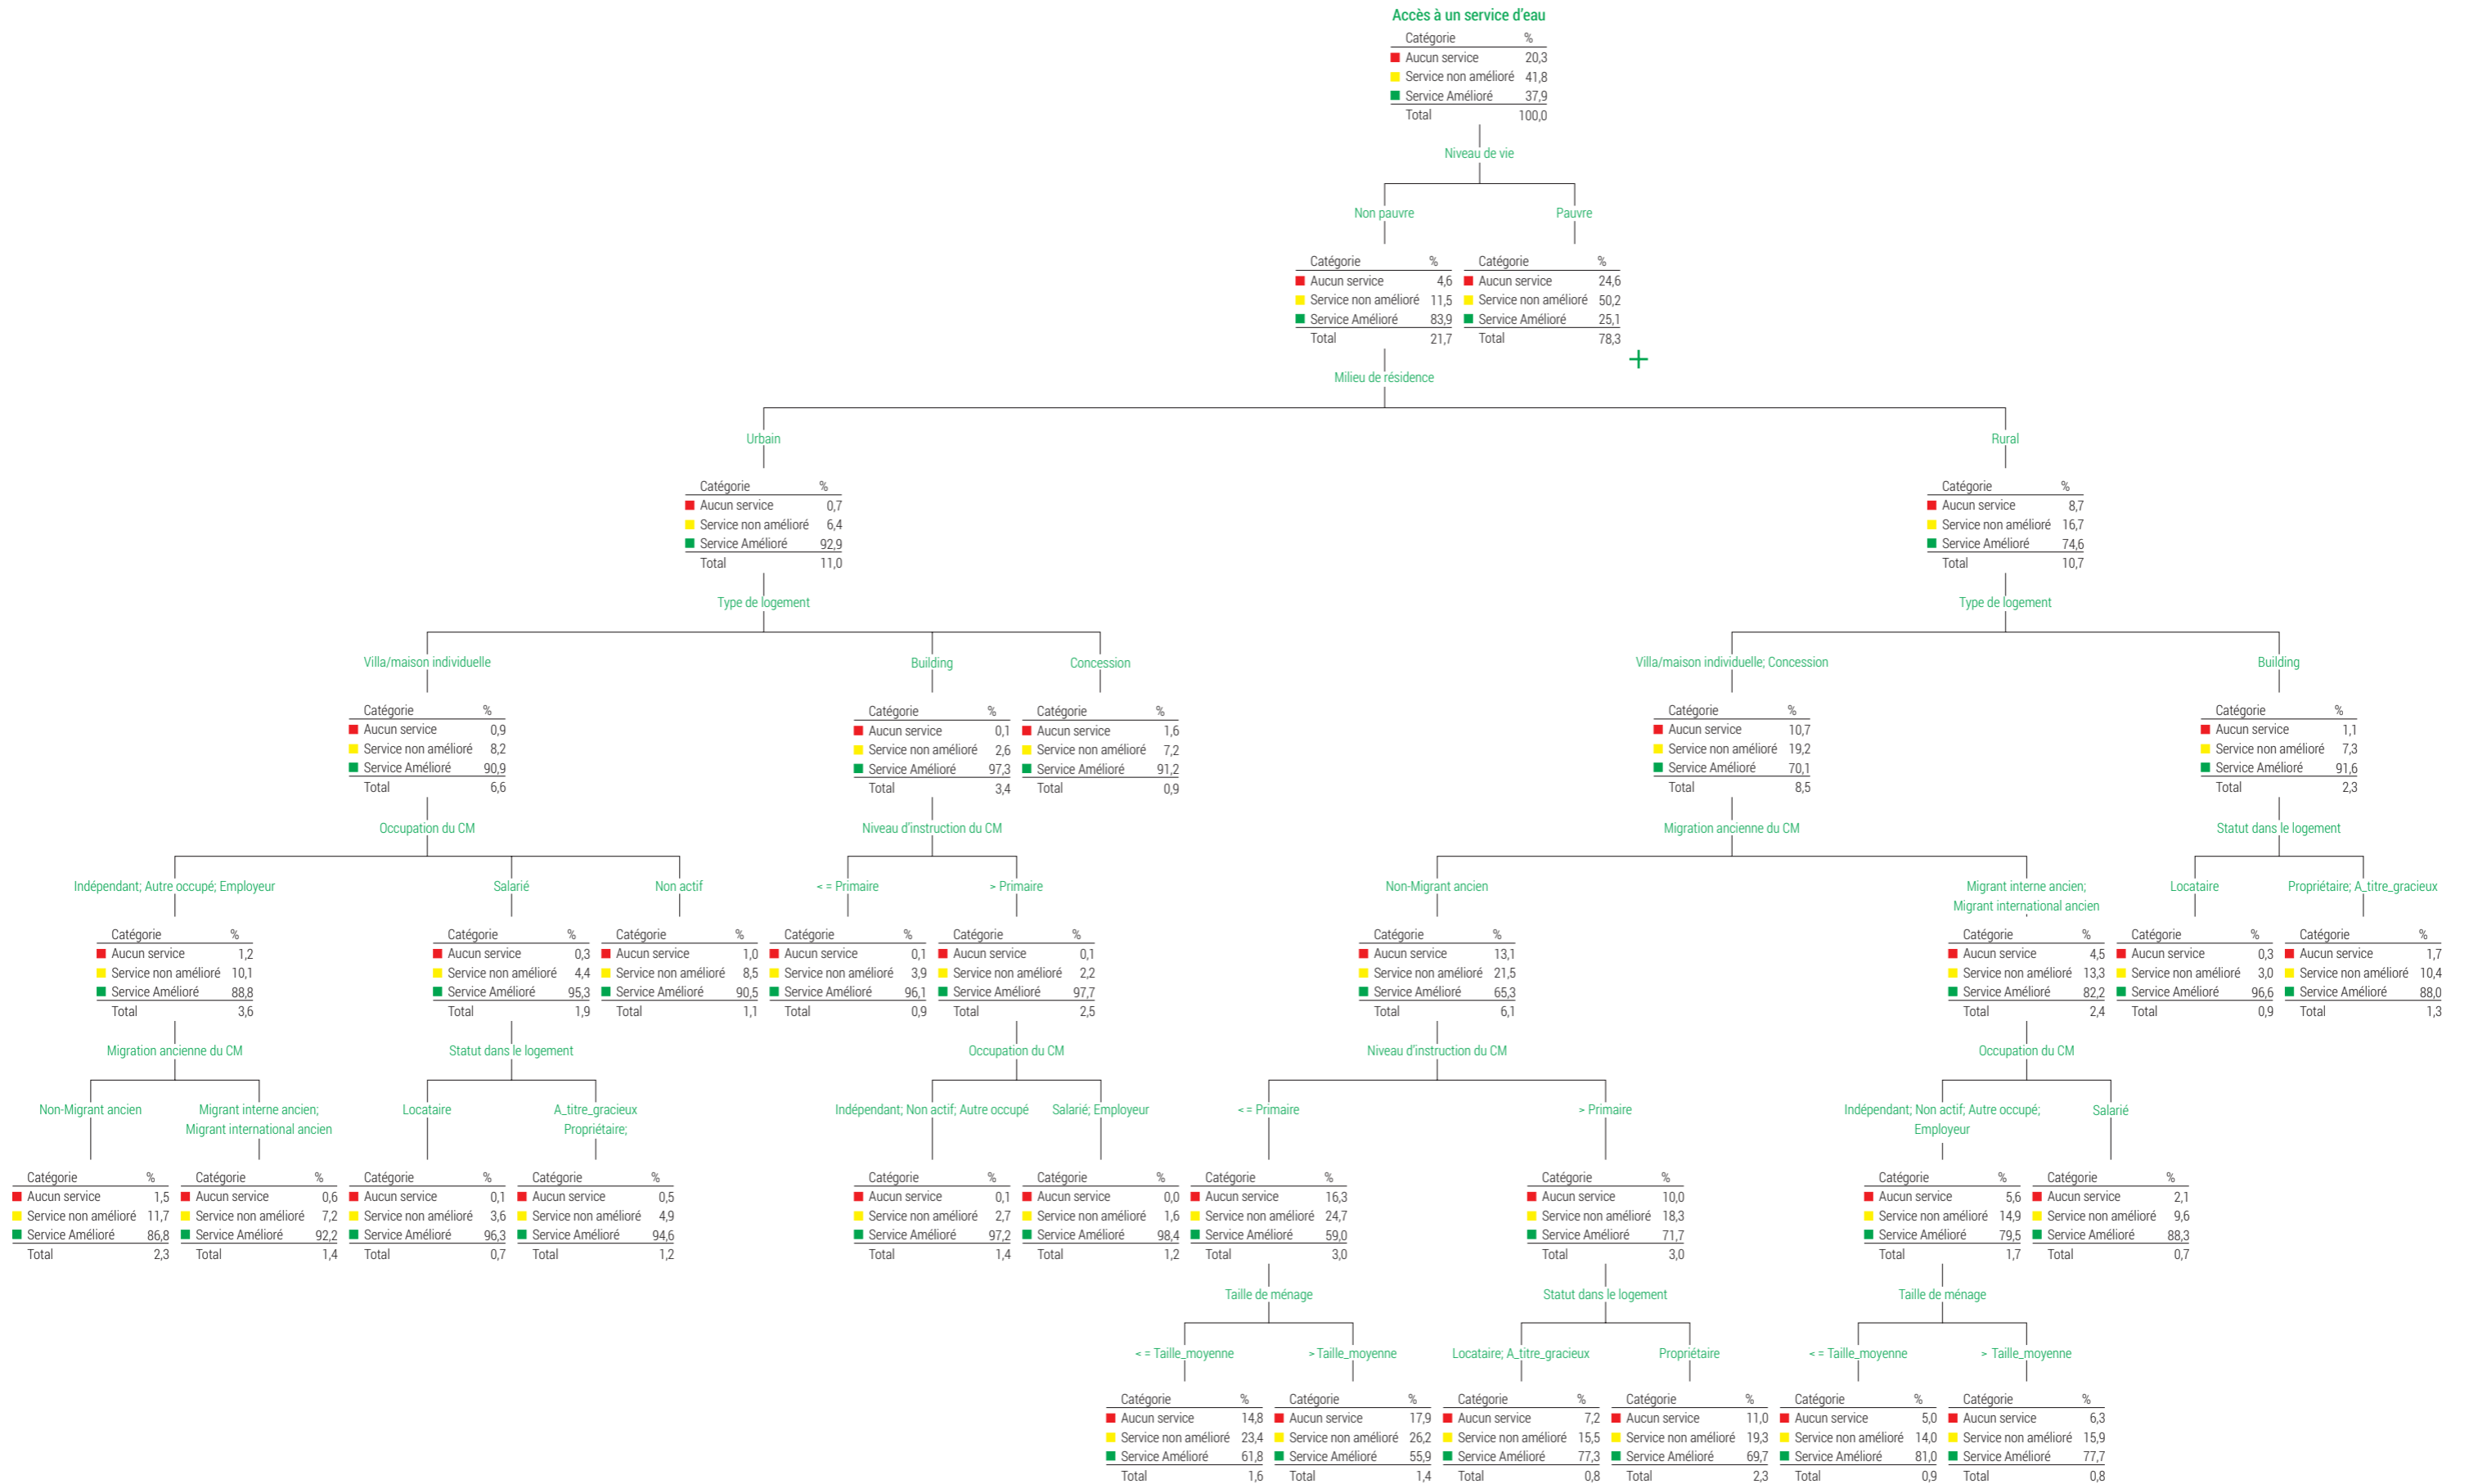 Accès à un service d'eau
Catégorie %
Aucun service 20,3
Service non amélioré 41,8
Service Amélioré 37,9
Total 100,0
Niveau de vie
Non pauvre
Pauvre
Catégorie %
Aucun service 4,6
Service non amélioré 11,5
Service Amélioré 83,9
Total 21,7
Catégorie %
Aucun service 24,6
Service non amélioré 50,2
Service Amélioré 25,1
Total 78,3
+
Milieu de résidence
Urbain
Rural
Catégorie %
Aucun service 0,7
Service non amélioré 6,4
Service Amélioré 92,9
Total 11,0
Catégorie %
Aucun service 8,7
Service non amélioré 16,7
Service Amélioré 74,6
Total 10,7
Type de logement
Type de logement
Villa/maison individuelle
Building
Concession
Villa/maison individuelle; Concession
Building
Catégorie %
Aucun service 0,9
Service non amélioré 8,2
Service Amélioré 90,9
Total 6,6
Catégorie %
Aucun service 0,1
Service non amélioré 2,6
Service Amélioré 97,3
Total 3,4
Catégorie %
Aucun service 1,6
Service non amélioré 7,2
Service Amélioré 91,2
Total 0,9
Catégorie %
Aucun service 10,7
Service non amélioré 19,2
Service Amélioré 70,1
Total 8,5
Catégorie %
Aucun service 1,1
Service non amélioré 7,3
Service Amélioré 91,6
Total 2,3
Occupation du CM
Niveau d'instruction du CM
Migration ancienne du CM
Statut dans le logement
Indépendant; Autre occupé; Employeur
Salarié
Non actif
< = Primaire
> Primaire
Non-Migrant ancien
Migrant interne ancien;
Migrant international ancien
Locataire
Propriétaire; A_titre_gracieux
Catégorie %
Aucun service 1,2
Service non amélioré 10,1
Service Amélioré 88,8
Total 3,6
Catégorie %
Aucun service 0,3
Service non amélioré 4,4
Service Amélioré 95,3
Total 1,9
Catégorie %
Aucun service 1,0
Service non amélioré 8,5
Service Amélioré 90,5
Total 1,1
Catégorie %
Aucun service 0,1
Service non amélioré 3,9
Service Amélioré 96,1
Total 0,9
Catégorie %
Aucun service 0,1
Service non amélioré 2,2
Service Amélioré 97,7
Total 2,5
Catégorie %
Aucun service 13,1
Service non amélioré 21,5
Service Amélioré 65,3
Total 6,1
Catégorie %
Aucun service 4,5
Service non amélioré 13,3
Service Amélioré 82,2
Total 2,4
Catégorie %
Aucun service 0,3
Service non amélioré 3,0
Service Amélioré 96,6
Total 0,9
Catégorie %
Aucun service 1,7
Service non amélioré 10,4
Service Amélioré 88,0
Total 1,3
Migration ancienne du CM
Statut dans le logement
Occupation du CM
Niveau d'instruction du CM
Occupation du CM
Non-Migrant ancien
Migrant interne ancien;
Migrant international ancien
Locataire
A_titre_gracieux
Propriétaire;
Indépendant; Non actif; Autre occupé
Salarié; Employeur
< = Primaire
> Primaire
Indépendant; Non actif; Autre occupé;
Employeur
Salarié
Catégorie %
Aucun service 1,5
Service non amélioré 11,7
Service Amélioré 86,8
Total 2,3
Catégorie %
Aucun service 0,6
Service non amélioré 7,2
Service Amélioré 92,2
Total 1,4
Catégorie %
Aucun service 0,1
Service non amélioré 3,6
Service Amélioré 96,3
Total 0,7
Catégorie %
Aucun service 0,5
Service non amélioré 4,9
Service Amélioré 94,6
Total 1,2
Catégorie %
Aucun service 0,1
Service non amélioré 2,7
Service Amélioré 97,2
Total 1,4
Catégorie %
Aucun service 0,0
Service non amélioré 1,6
Service Amélioré 98,4
Total 1,2
Catégorie %
Aucun service 16,3
Service non amélioré 24,7
Service Amélioré 59,0
Total 3,0
Catégorie %
Aucun service 10,0
Service non amélioré 18,3
Service Amélioré 71,7
Total 3,0
Catégorie %
Aucun service 5,6
Service non amélioré 14,9
Service Amélioré 79,5
Total 1,7
Catégorie %
Aucun service 2,1
Service non amélioré 9,6
Service Amélioré 88,3
Total 0,7
Taille de ménage
Statut dans le logement
Taille de ménage
< = Taille_moyenne
> Taille_moyenne
Locataire; A_titre_gracieux
Propriétaire
< = Taille_moyenne
> Taille_moyenne
Catégorie %
Aucun service 14,8
Service non amélioré 23,4
Service Amélioré 61,8
Total 1,6
Catégorie %
Aucun service 17,9
Service non amélioré 26,2
Service Amélioré 55,9
Total 1,4
Catégorie %
Aucun service 7,2
Service non amélioré 15,5
Service Amélioré 77,3
Total 0,8
Catégorie %
Aucun service 11,0
Service non amélioré 19,3
Service Amélioré 69,7
Total 2,3
Catégorie %
Aucun service 5,0
Service non amélioré 14,0
Service Amélioré 81,0
Total 0,9
Catégorie %
Aucun service 6,3
Service non amélioré 15,9
Service Amélioré 77,7
Total 0,8